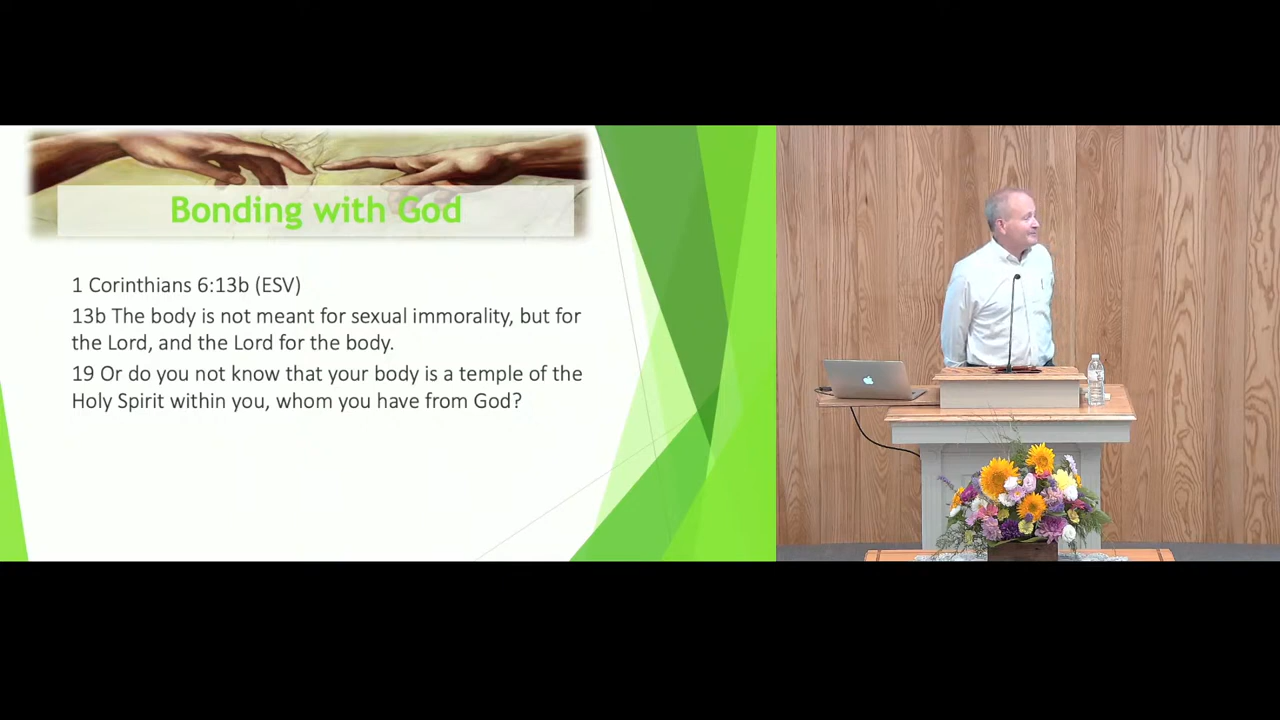 Bonding with God
1 Corinthians 6:13b (ESV)
13b The body is not meant for sexual immorality, but for
the Lord, and the Lord for the body.
19 Or do you not know that your body is a temple of the
Holy Spirit within you, whom you have from God?